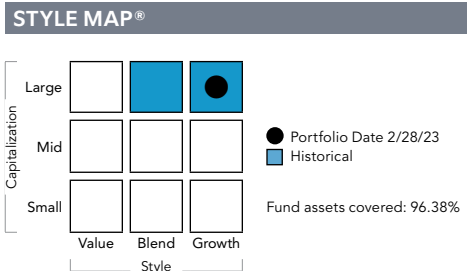 STYLE MAP®
Capitalization
Large
Mid
Small
Value Blend Growth
Style
Portfolio Date 2/28/23
Historical
Fund assets covered: 96.38%